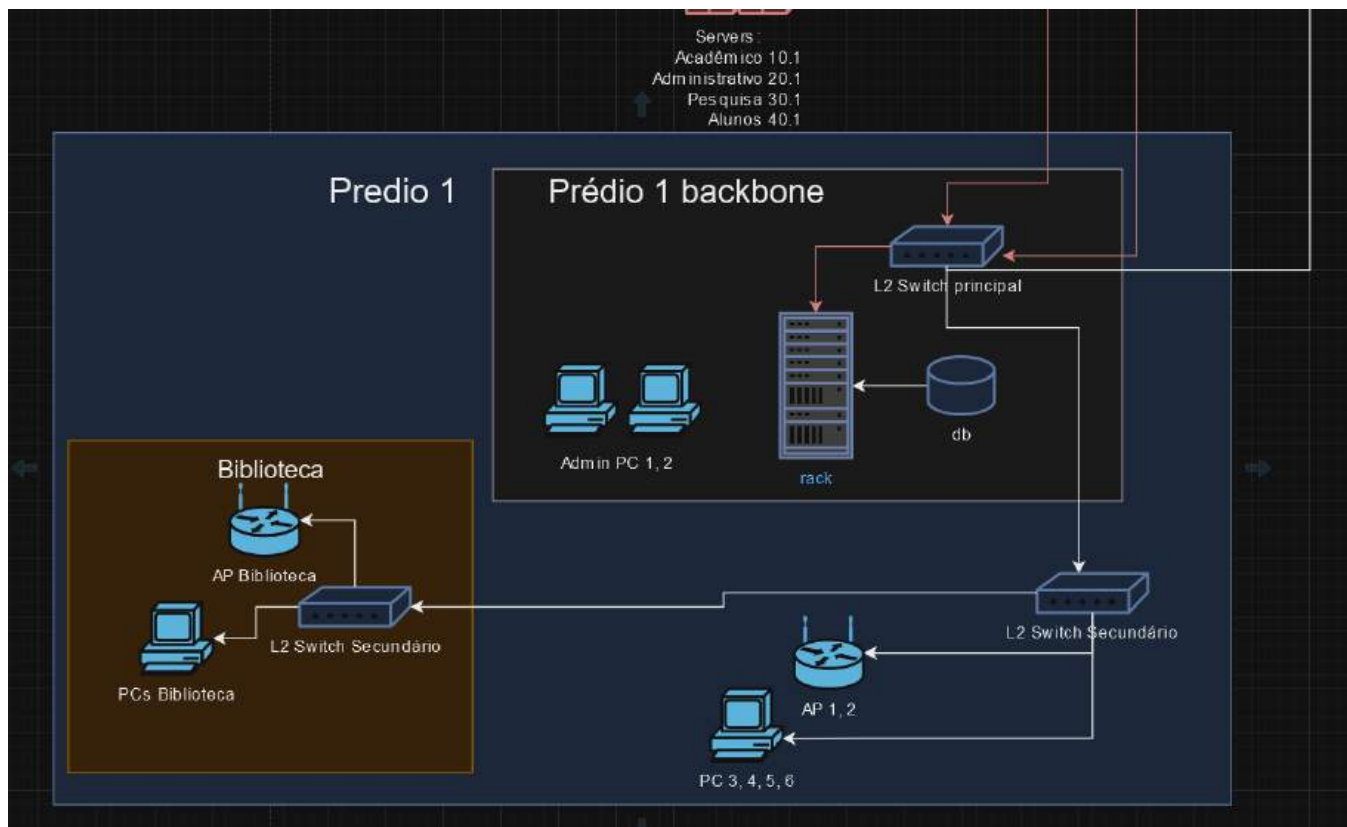 Servers :
Acadêmico 10.1
Administrativo 20.1
Pesquisa 30.1
Alunos 40.1
Predio 1
Prédio 1 backbone
L2 Switch principal
db
Admin PC 1, 2
rack
Biblioteca
AP Biblioteca
L2 Switch Secundário
PCs Biblioteca
L2 Switch Secundário
AP 1, 2
PC 3, 4, 5, 6